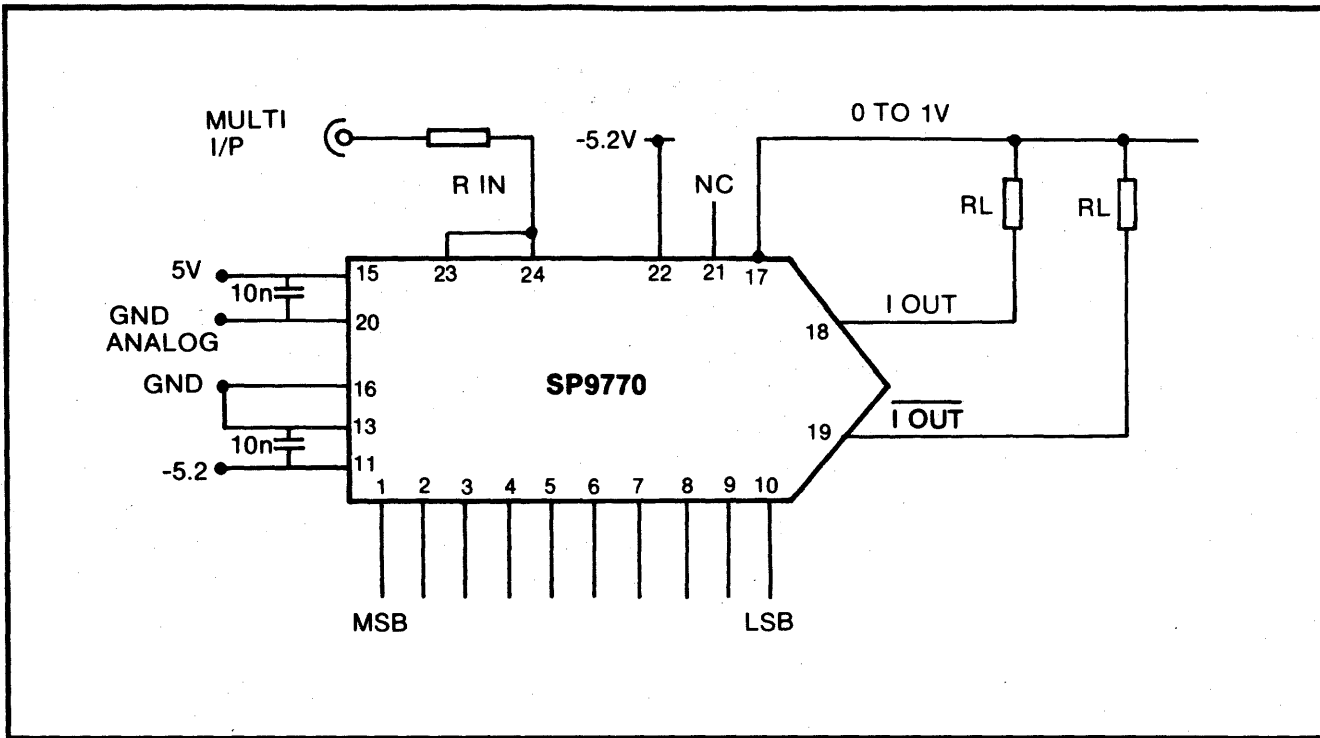 MULTI
I/P
R IN
-5.2V
NC
0 TO 1V
RL
RL
23
24
22
21
17
5V
10n
GND
ANALOG
GND
10n
-5.2
15
20
16
13
11
SP9770
18
I OUT
19
I OUT
1 2 3 4 5 6 7 8 9 10
MSB
LSB